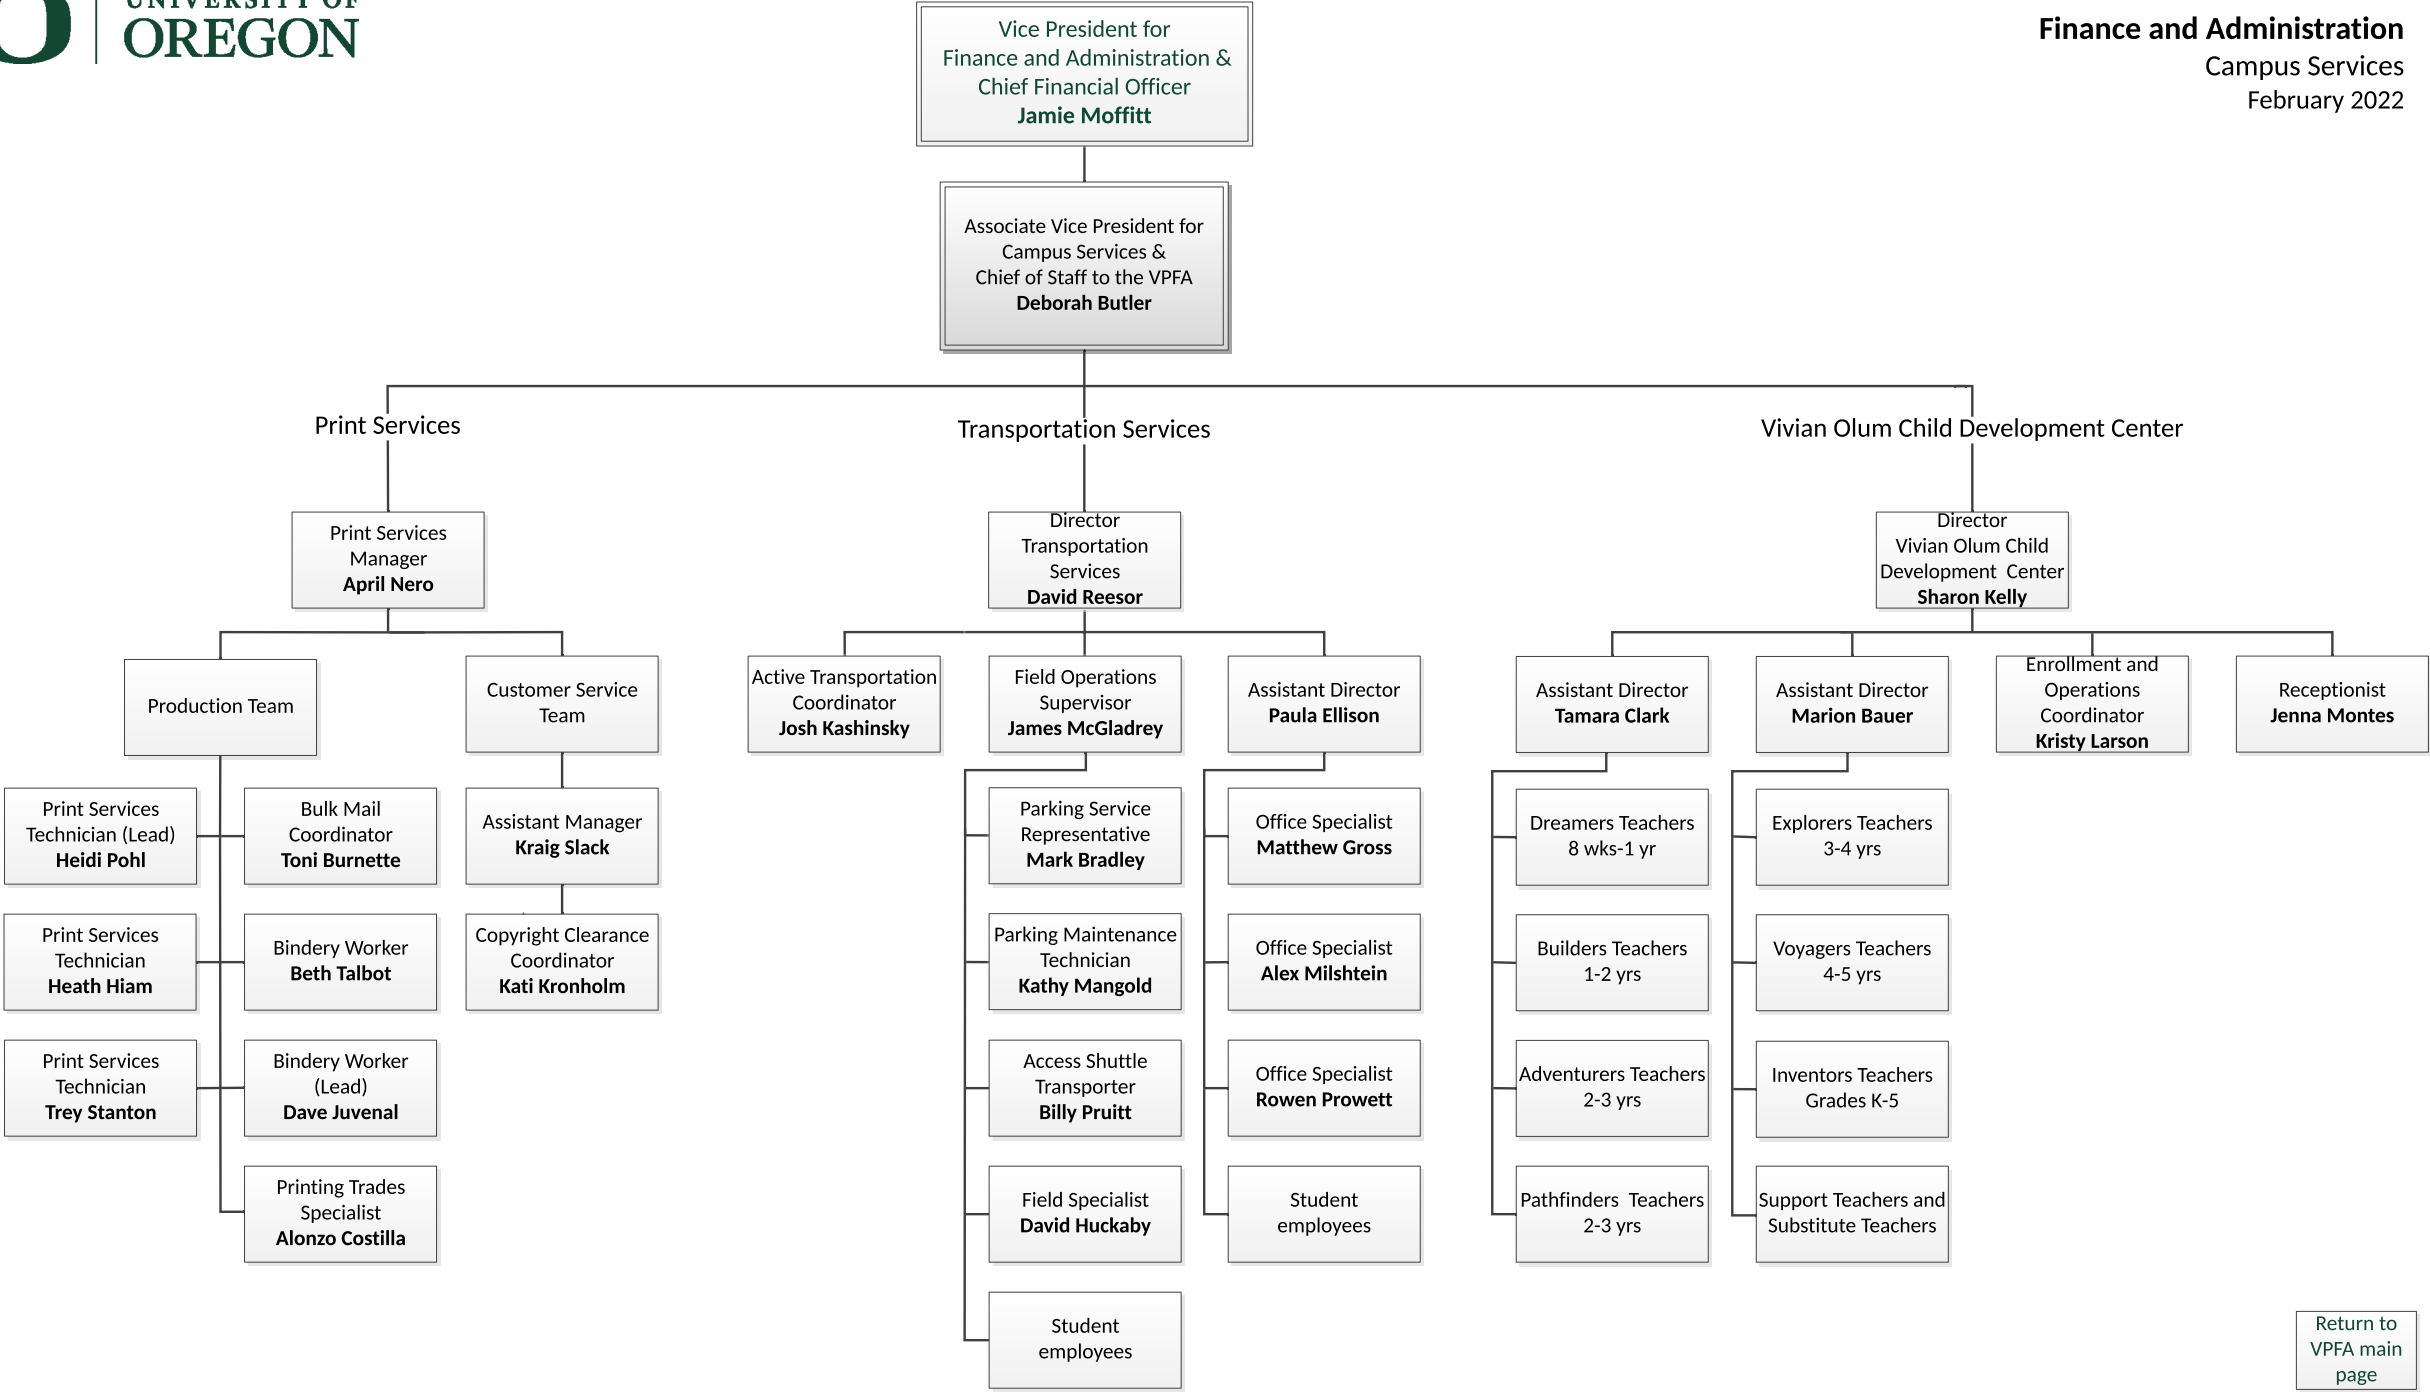 UNIVERSITY OF
OREGON
Finance and Administration
Campus Services
February 2022
Vice President for
Finance and Administration &
Chief Financial Officer
Jamie Moffitt
Associate Vice President for
Campus Services &
Chief of Staff to the VPFA
Deborah Butler
Print Services
Transportation Services
Vivian Olum Child Development Center
Print Services
Manager
April Nero
Director
Transportation
Services
David Reesor
Director
Vivian Olum Child
Development  Center
Sharon Kelly
Production Team
Customer Service
Team
Active Transportation
Coordinator
Josh Kashinsky
Field Operations
Supervisor
James McGladrey
Assistant Director
Paula Ellison
Assistant Director
Tamara Clark
Assistant Director
Marion Bauer
Enrollment and
Operations
Coordinator
Kristy Larson
Receptionist
Jenna Montes
Print Services
Technician (Lead)
Heidi Pohl
Bulk Mail
Coordinator
Toni Burnette
Assistant Manager
Kraig Slack
Parking Service
Representative
Mark Bradley
Office Specialist
Matthew Gross
Dreamers Teachers
8 wks-1 yr
Explorers Teachers
3-4 yrs
Print Services
Technician
Heath Hiam
Bindery Worker
Beth Talbot
Copyright Clearance
Coordinator
Kati Kronholm
Parking Maintenance
Technician
Kathy Mangold
Office Specialist
Alex Milshtein
Builders Teachers
1-2 yrs
Voyagers Teachers
4-5 yrs
Print Services
Technician
Trey Stanton
Bindery Worker
(Lead)
Dave Juvenal
Access Shuttle
Transporter
Billy Pruitt
Office Specialist
Rowen Prowett
Adventurers Teachers
2-3 yrs
Inventors Teachers
Grades K-5
Printing Trades
Specialist
Alonzo Costilla
Field Specialist
David Huckaby
Student
employees
Pathfinders  Teachers
2-3 yrs
Support Teachers and
Substitute Teachers
Student
employees
Return to
VPFA main
page